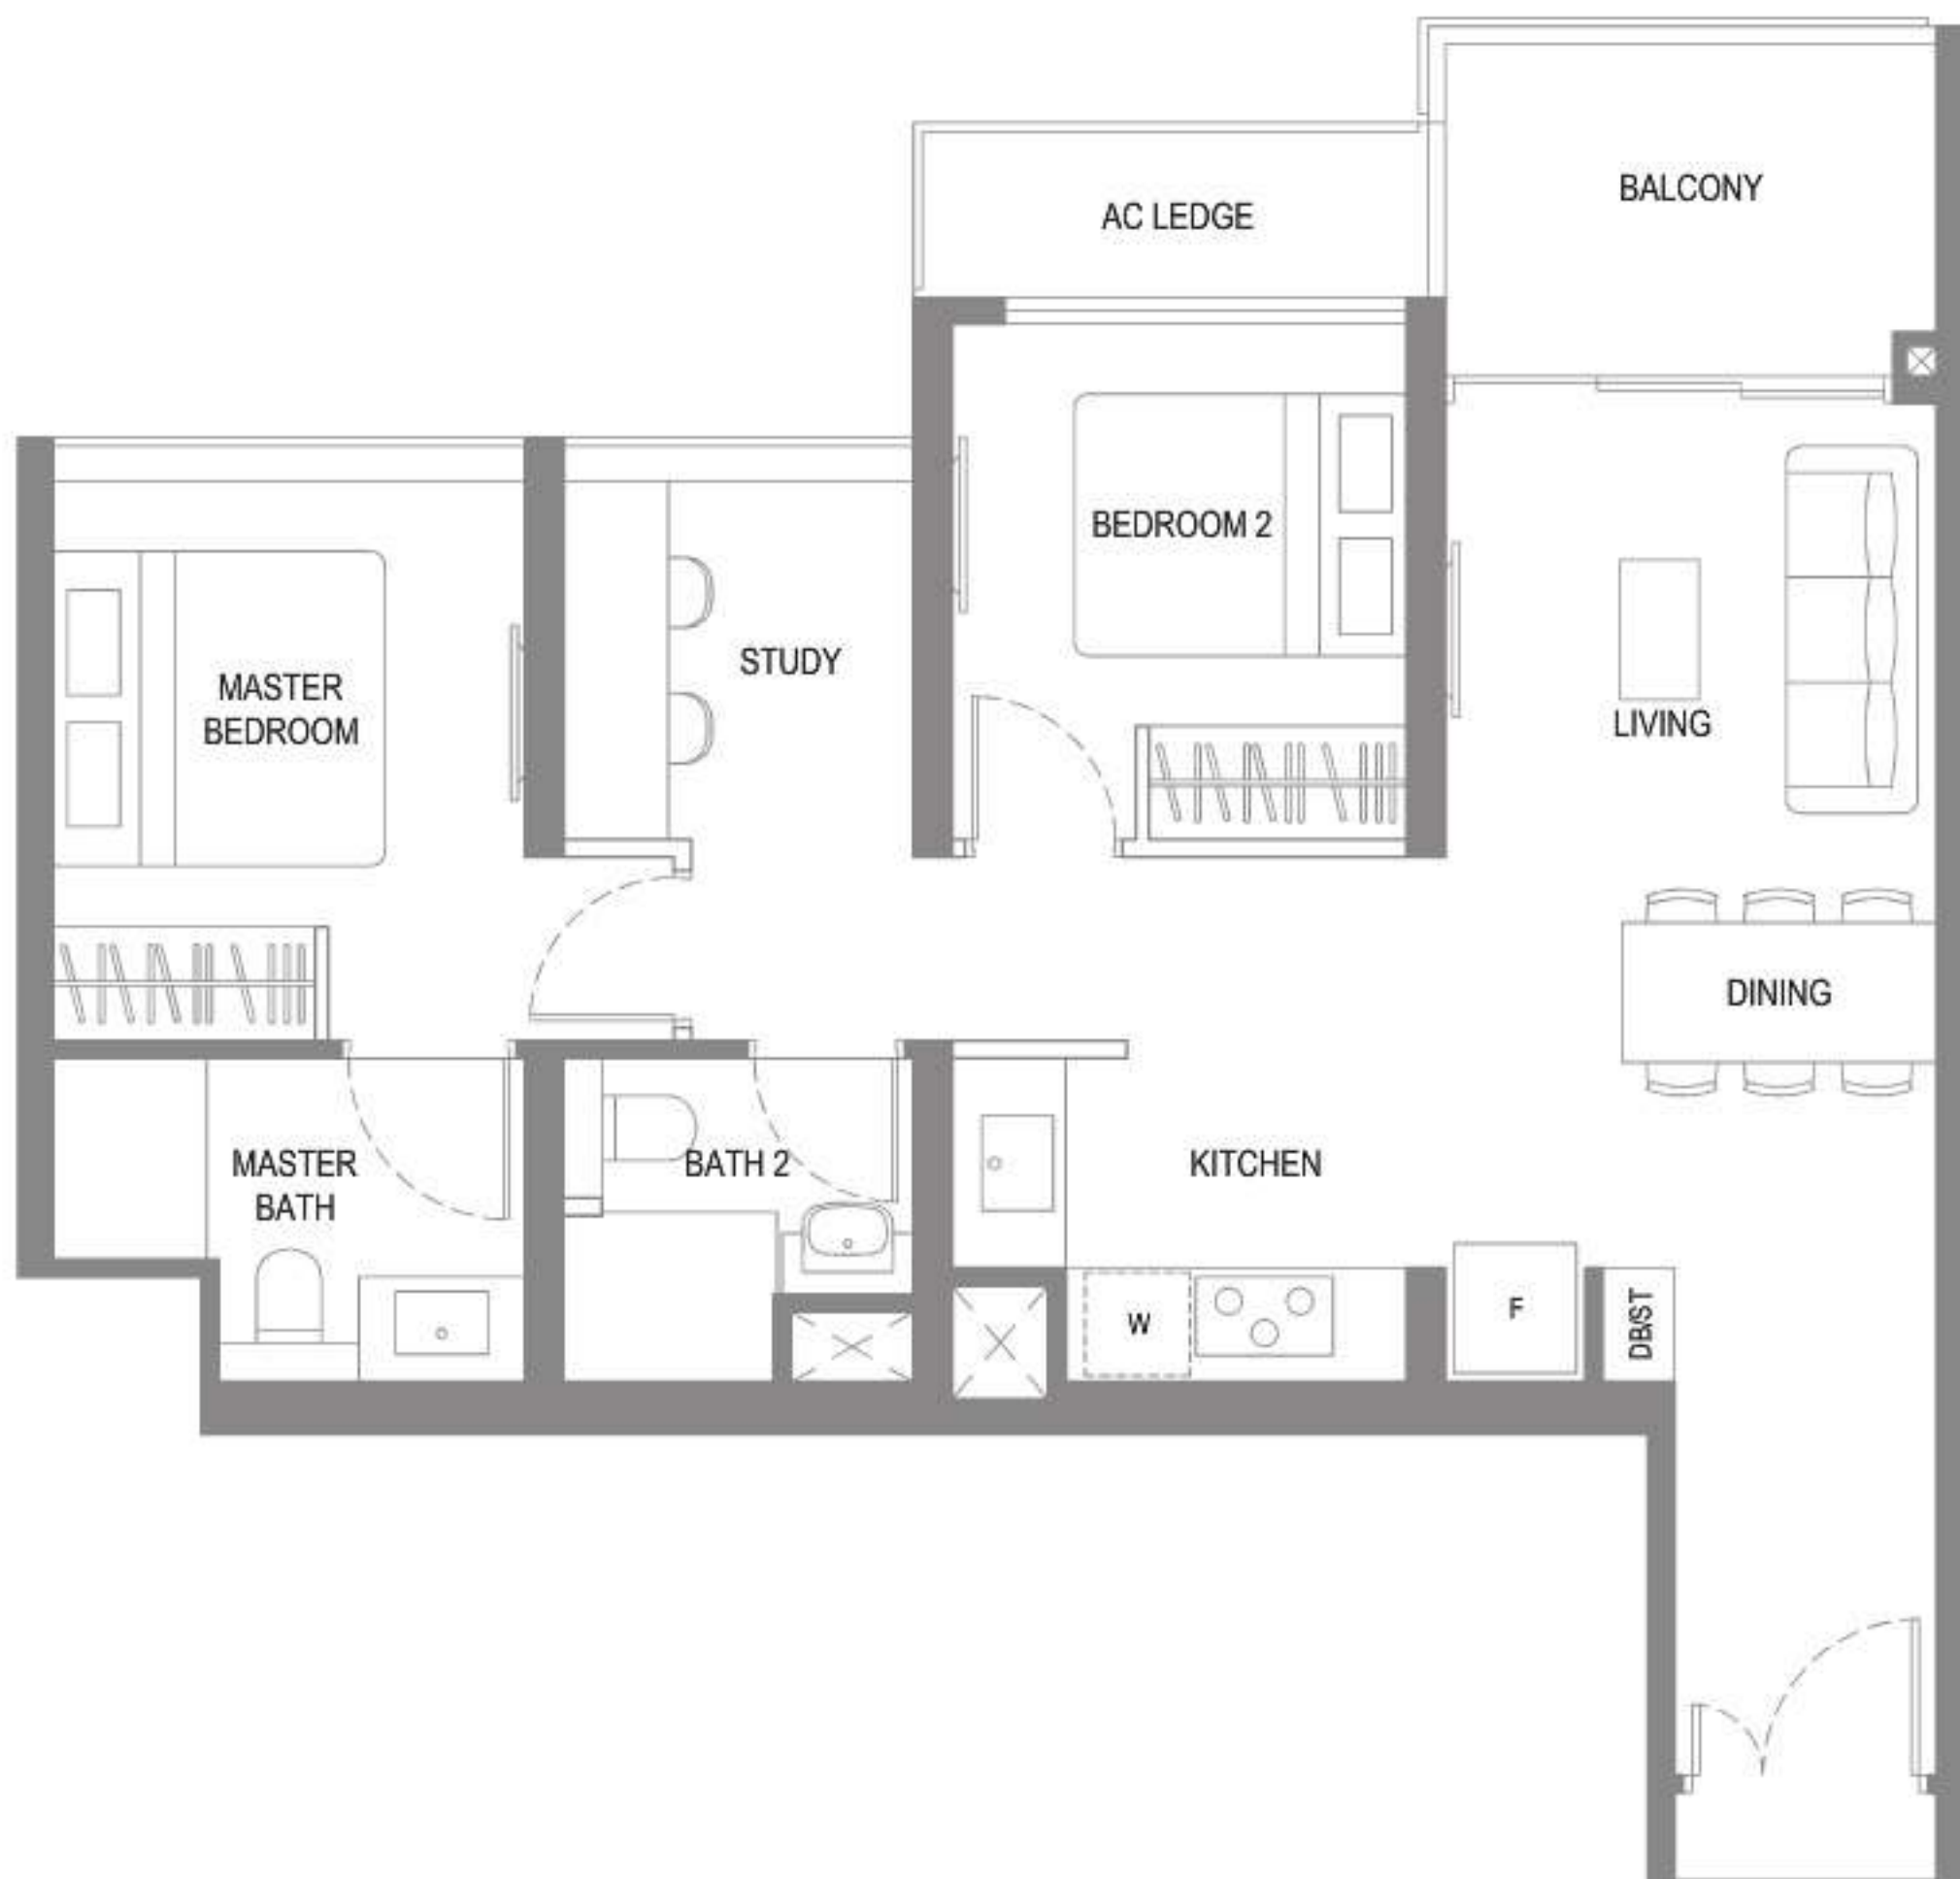 BALCONY
AC LEDGE
BEDROOM 2
STUDY
MASTER
BEDROOM
LIVING
DINING
MASTER
BATH
BATH 2
KITCHEN
W
F
DB/ST